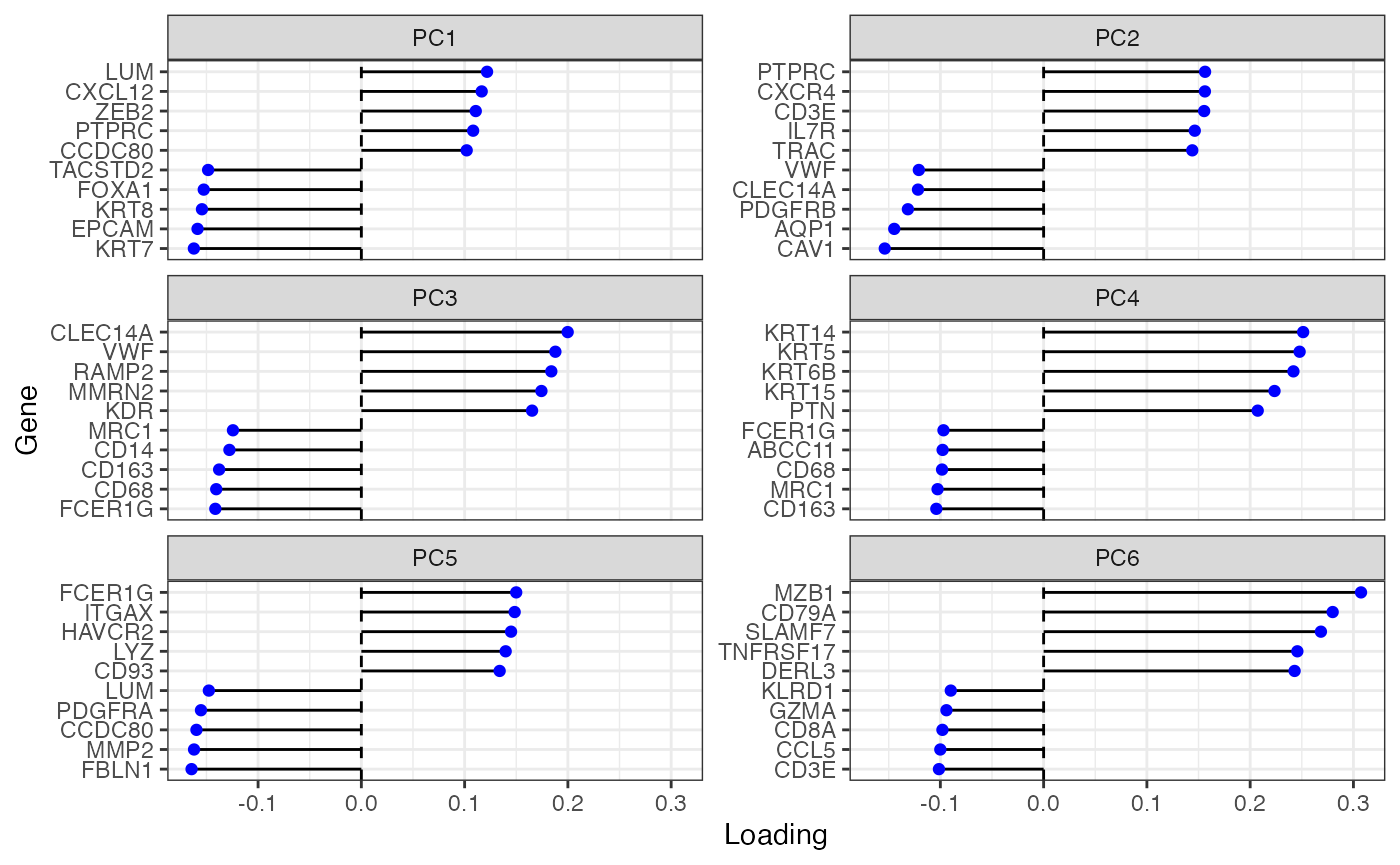 PC1
LUM
CXCL12
ZEB2
PTPRC
CCDC80
TACSTD2
FOXA1
KRT8
EPCAM
KRT7
PC2
PTPRC
CXCR4
CD3E
IL7R
TRAC
VWF
CLEC14A
PDGFRB
AQP1
CAV1
PC3
CLEC14A
VWF
RAMP2
MMRN2
KDR
MRC1
CD14
CD163
CD68
FCER1G
PC4
KRT14
KRT5
KRT6B
KRT15
PTN
FCER1G
ABCC11
CD68
MRC1
CD163
PC5
FCER1G
ITGAX
HAVCR2
LYZ
CD93
LUM
PDGFRA
CCDC80
MMP2
FBLN1
-0.1 0.0 0.1 0.2 0.3
PC6
MZB1
CD79A
SLAMF7
TNFRSF17
DERL3
KLRD1
GZMA
CD8A
CCL5
CD3E
-0.1 0.0 0.1 0.2 0.3
Gene
Loading